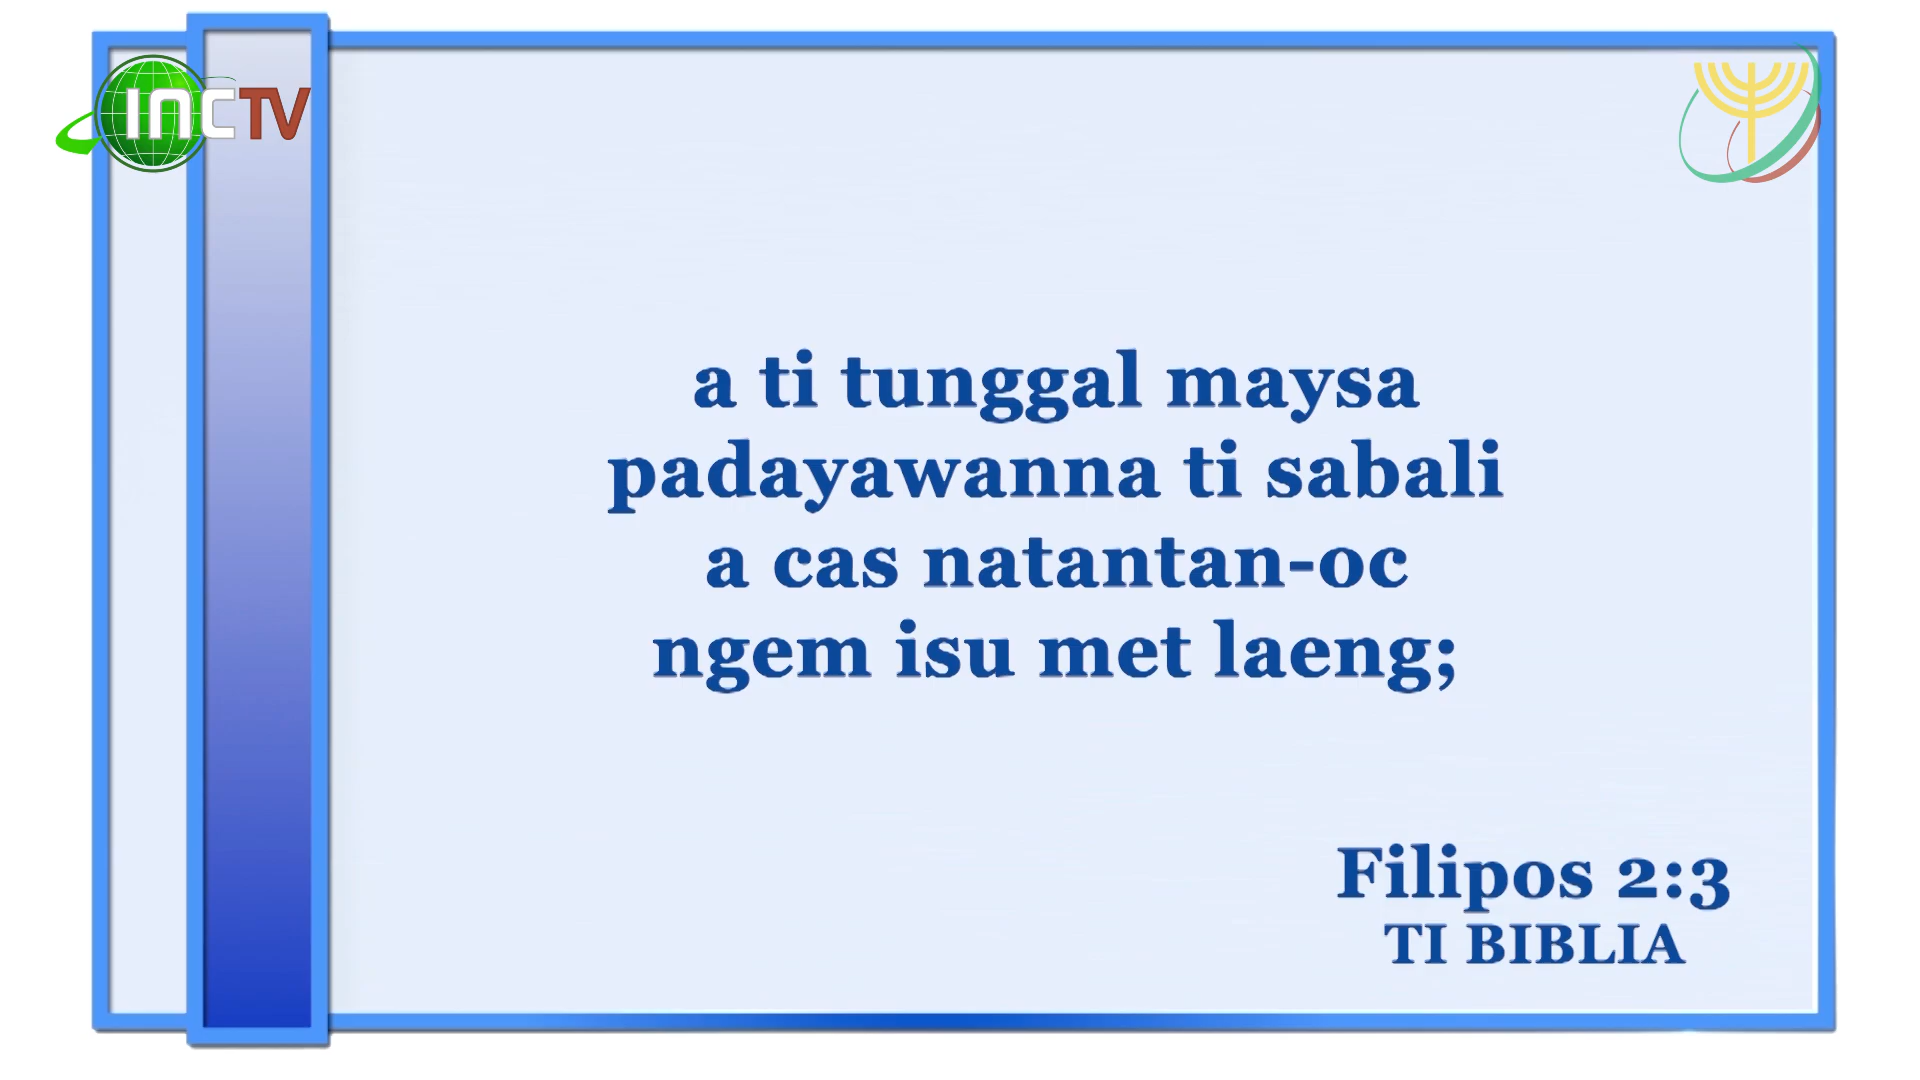 INCTV
a ti tunggal maysa
padayawanna ti sabali
a cas natantan-oc
ngem isu met laeng;
Filipos 2:3
TI BIBLIA